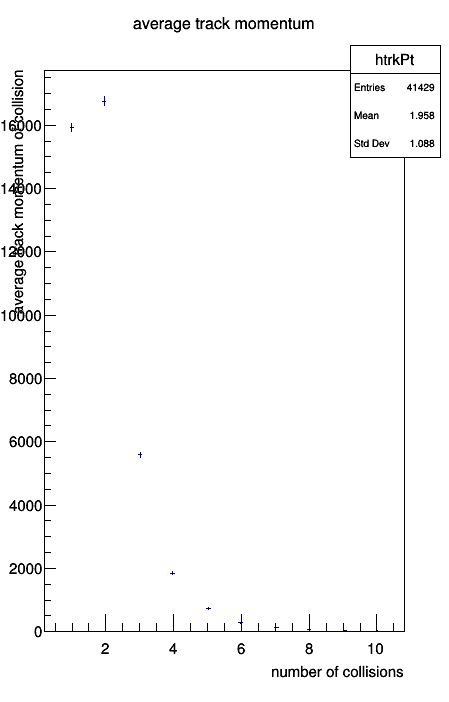 average track momentum
htrkPt
Entries 41429
Mean 1.958
Std Dev 1.088
average track momentum of collision
16000
14000
12000
10000
8000
6000
4000
2000
0
2 4 6 8 10
number of collisions